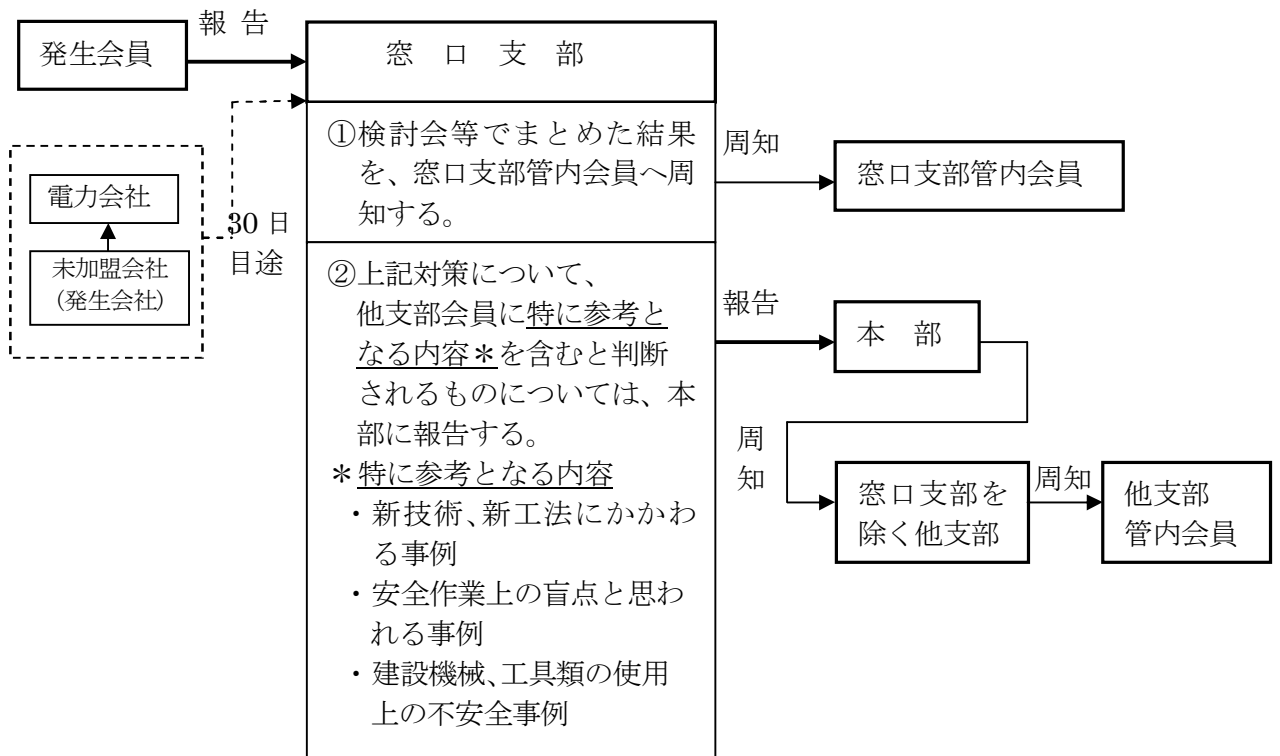 発生会員
報 告
窓 口 支 部
電力会社
未加盟会社
(発生会社)
30 日
目途
①検討会等でまとめた結果
を、窓口支部管内会員へ周
知する。
周知
窓口支部管内会員
②上記対策について、
他支部会員に特に参考と
なる内容＊を含むと判断
されるものについては、本
部に報告する。
＊特に参考となる内容
・新技術、新工法にかかわ
る事例
・安全作業上の盲点と思わ
れる事例
・建設機械、工具類の使用
上の不安全事例
報告
本 部
周
知
窓口支部を
除く他支部
周知
他支部
管内会員